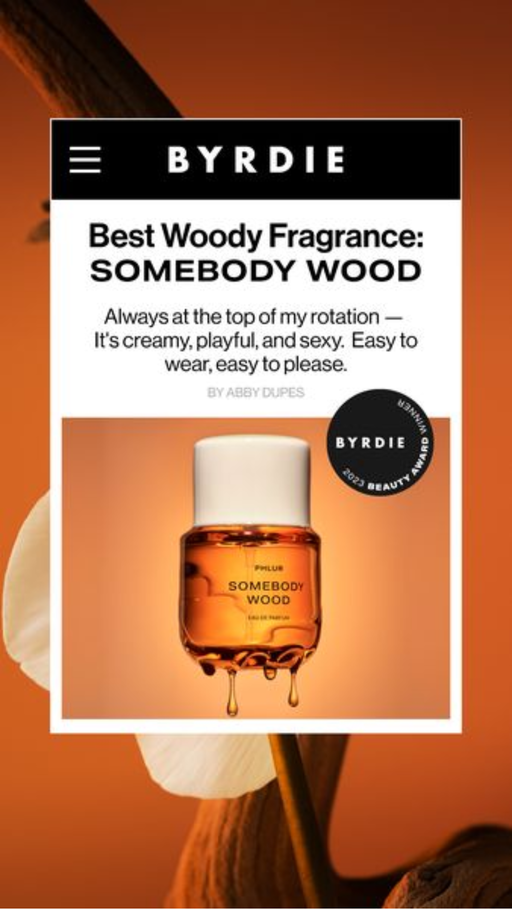 BYRDIE
Best Woody Fragrance:
SOMEBODY WOOD
Always at the top of my rotation —
It's creamy, playful, and sexy. Easy to
wear, easy to please.
BY ABBY DUPES
BYRDIE
2023 BEAUTY AWARD WINNER
PHLUR
SOMEBODY
WOOD
EAU DE PARFUM